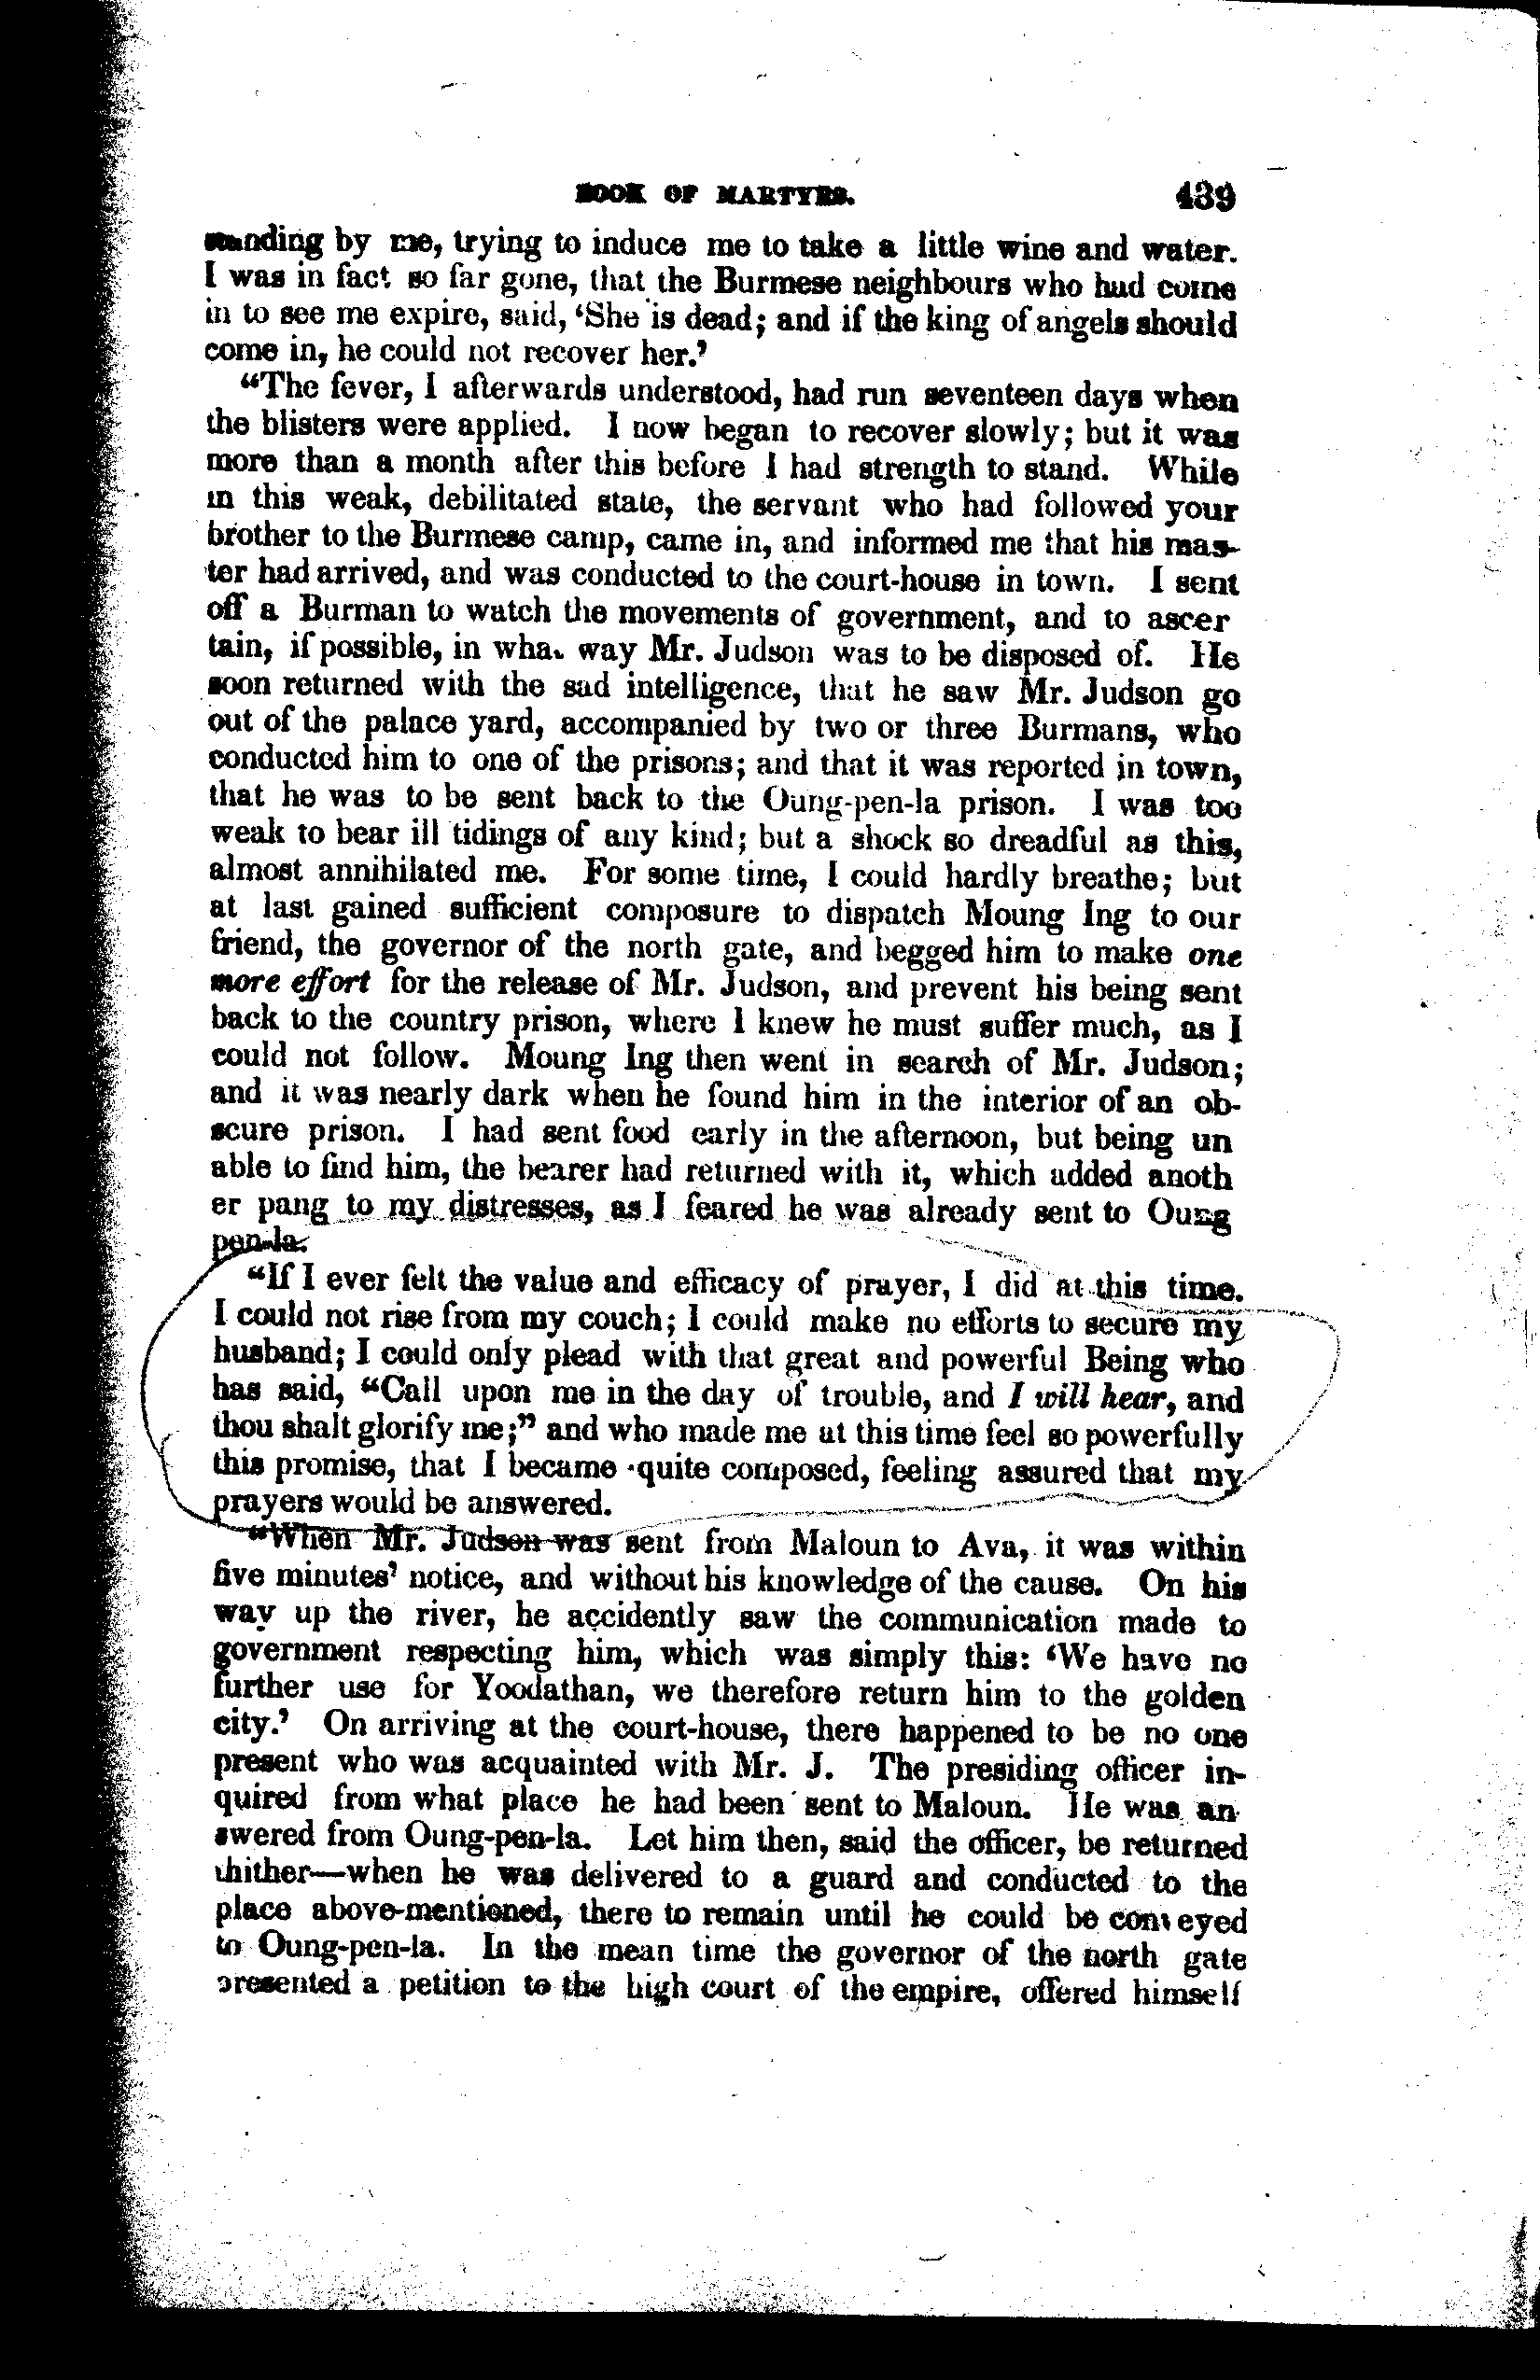 BOOK OF MARTYRS. 439
standing by me, trying to induce me to take a little wine and water.
I was in fact so far gone, that the Burmese neighbours who had come
in to see me expire, said, ‘She is dead; and if the king of angels should
come in, he could not recover her.’
“The fever, I afterwards understood, had run seventeen days when
the blisters were applied. I now began to recover slowly; but it was
more than a month after this before I had strength to stand. While
in this weak, debilitated state, the servant who had followed your
brother to the Burmese camp, came in, and informed me that his mas-
ter had arrived, and was conducted to the court-house in town. I sent
off a Burman to watch the movements of government, and to ascer
tain, if possible, in what way Mr. Judson was to be disposed of. He
soon returned with the sad intelligence, that he saw Mr. Judson go
out of the palace yard, accompanied by two or three Burmans, who
conducted him to one of the prisons; and that it was reported in town,
that he was to be sent back to the Oung-pen-la prison. I was too
weak to bear ill tidings of any kind; but a shock so dreadful as this,
almost annihilated me. For some time, I could hardly breathe; but
at last gained sufficient composure to dispatch Moung Ing to our
friend, the governor of the north gate, and begged him to make one
more effort for the release of Mr. Judson, and prevent his being sent
back to the country prison, where I knew he must suffer much, as I
could not follow. Moung Ing then went in search of Mr. Judson;
and it was nearly dark when he found him in the interior of an ob-
scure prison. I had sent food early in the afternoon, but being un
able to find him, the bearer had returned with it, which added anoth
er pang to my distresses, as I feared he was already sent to Oung
pen-la.
“If I ever felt the value and efficacy of prayer, I did at this time.
I could not rise from my couch; I could make no efforts to secure my
husband; I could only plead with that great and powerful Being who
has said, “Call upon me in the day of trouble, and I will hear, and
thou shalt glorify me;” and who made me at this time feel so powerfully
this promise, that I became quite composed, feeling assured that my
prayers would be answered.
“When Mr. Judson was sent from Maloun to Ava, it was within
five minutes’ notice, and without his knowledge of the cause. On his
way up the river, he accidently saw the communication made to
government respecting him, which was simply this: ‘We have no
further use for Yoodathan, we therefore return him to the golden
city.’ On arriving at the court-house, there happened to be no one
present who was acquainted with Mr. J. The presiding officer in-
quired from what place he had been sent to Maloun. He was an
swered from Oung-pen-la. Let him then, said the officer, be returned
thither—when he was delivered to a guard and conducted to the
place above-mentioned, there to remain until he could be conveyed
to Oung-pen-la. In the mean time the governor of the north gate
presented a petition to the high court of the empire, offered himself